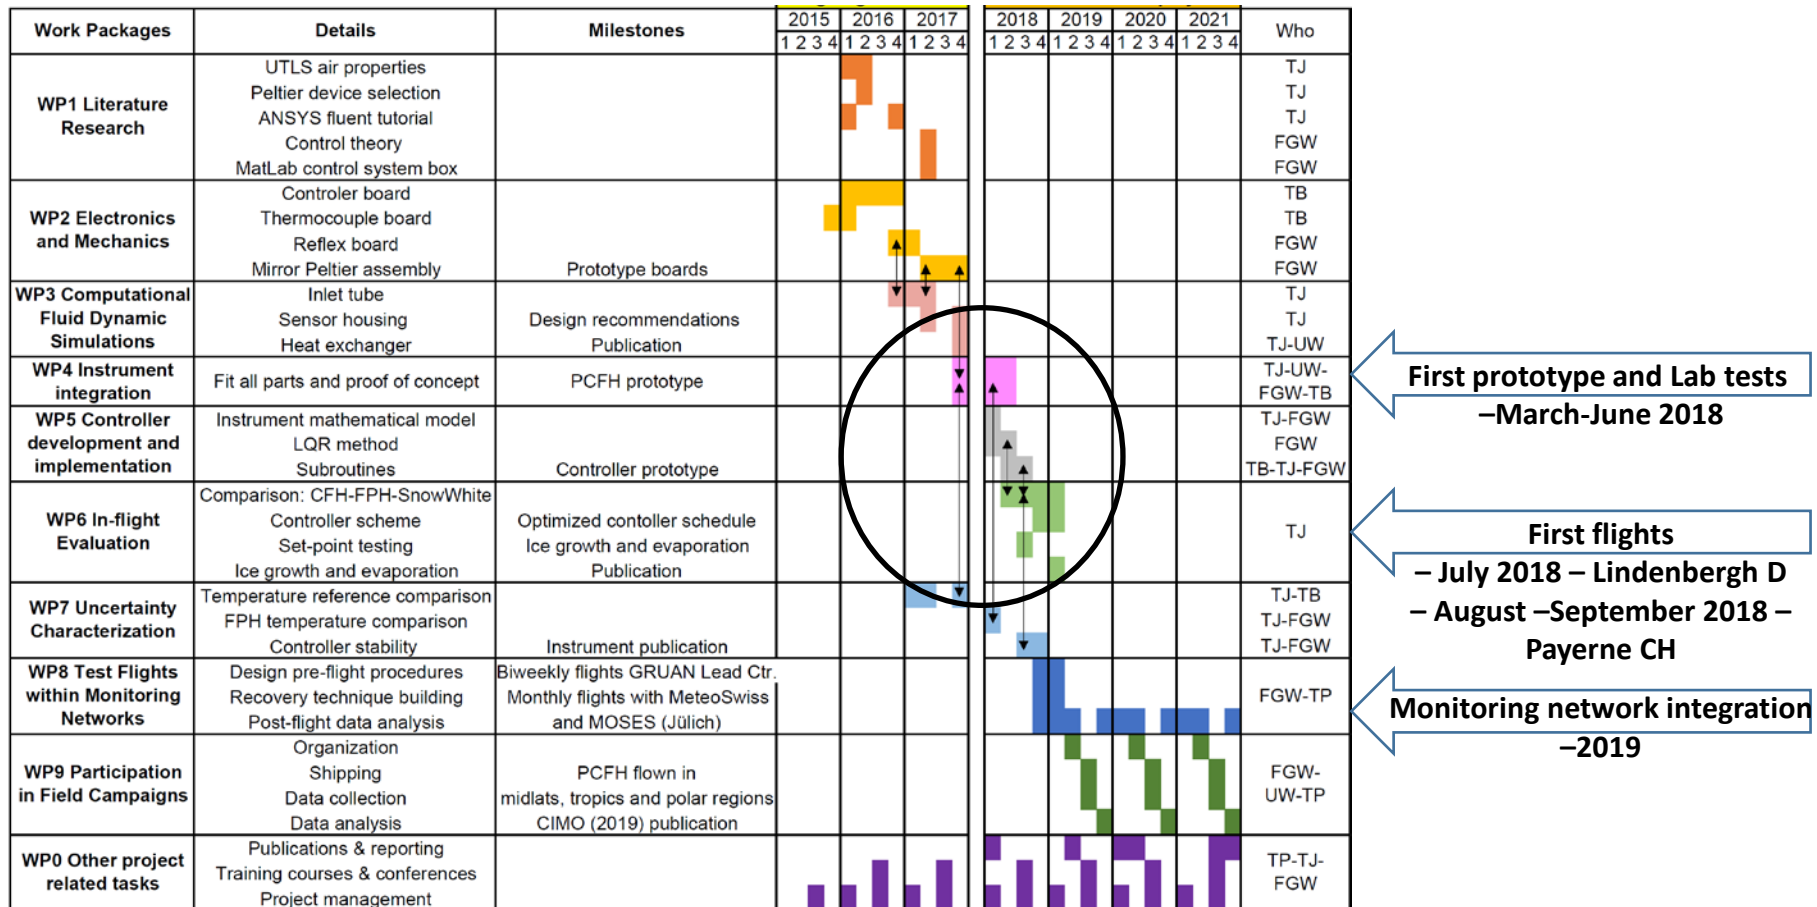 Work Packages Details Milestones 2015 2016 2017 2018 2019 2020 2021 Who
1 2 3 4 1 2 3 4 1 2 3 4 1 2 3 4 1 2 3 4 1 2 3 4 1 2 3 4
WP1 Literature
Research
UTLS air properties TJ
Peltier device selection TJ
ANSYS fluent tutorial TJ
Control theory FGW
MatLab control system box FGW
WP2 Electronics
and Mechanics
Controler board TB
Thermocouple board TB
Reflex board FGW
Mirror Peltier assembly Prototype boards FGW
WP3 Computational
Fluid Dynamic
Simulations
Inlet tube TJ
Sensor housing Design recommendations TJ
Heat exchanger Publication TJ-UW
WP4 Instrument
integration
Fit all parts and proof of concept PCFH prototype
TJ-UW-
FGW-TB
WP5 Controller
development and
implementation
Instrument mathematical model TJ-FGW
LQR method FGW
Subroutines Controller prototype TB-TJ-FGW
WP6 In-flight
Evaluation
Comparison: CFH-FPH-SnowWhite
Controller scheme Optimized contoller schedule
Set-point testing Ice growth and evaporation
Ice growth and evaporation Publication
TJ
WP7 Uncertainty
Characterization
Temperature reference comparison TJ-TB
FPH temperature comparison TJ-FGW
Controller stability Instrument publication TJ-FGW
WP8 Test Flights
within Monitoring
Networks
Design pre-flight procedures Biweekly flights GRUAN Lead Ctr.
Recovery technique building Monthly flights with MeteoSwiss
Post-flight data analysis and MOSES (Jülich)
FGW-TP
WP9 Participation
in Field Campaigns
Organization
Shipping PCFH flown in
Data collection midlats, tropics and polar regions
Data analysis CIMO (2019) publication
FGW-
UW-TP
WP0 Other project
related tasks
Publications & reporting
Training courses & conferences
Project management
TP-TJ-
FGW
First prototype and Lab tests
–March-June 2018
First flights
– July 2018 – Lindenbergh D
– August –September 2018 –
Payerne CH
Monitoring network integration
–2019